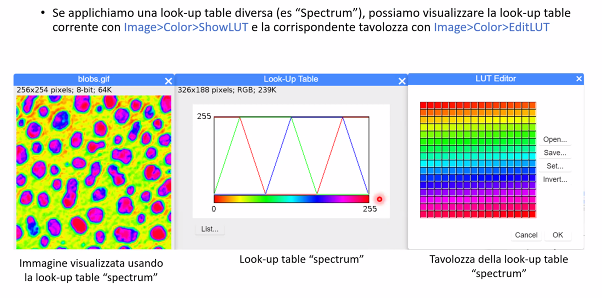 • Se applichiamo una look-up table diversa (es “Spectrum”), possiamo visualizzare la look-up table
corrente con Image>Color>ShowLUT e la corrispondente tavolozza con Image>Color>EditLUT
blobs.gif
256x254 pixels; 8-bit; 64K
Look-Up Table
326x188 pixels; RGB; 239K
255
0
255
List...
LUT Editor
Open...
Save...
Set...
Invert...
Cancel
OK
Immagine visualizzata usando
la look-up table “spectrum”
Look-up table “spectrum”
Tavolozza della look-up table
“spectrum”